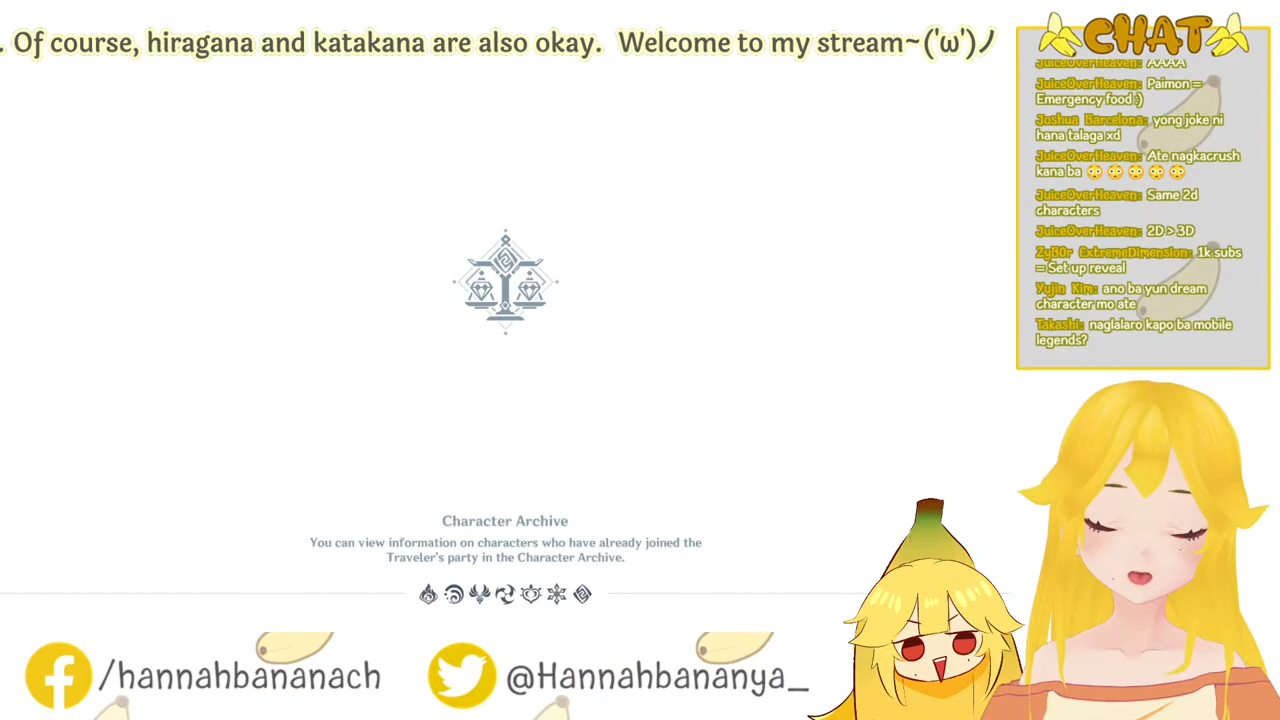 . Of course, hiragana and katakana are also okay.  Welcome to my stream~('ω')ノ
CHAT
JuiceOverHeaven: AAAA
JuiceOverHeaven: Paimon =
Emergency food :)
Joshua Barcelona: yong joke ni
hana talaga xd
JuiceOverHeaven: Ate nagkacrush
kana ba 😳😳😳😳😳
JuiceOverHeaven: Same 2d
characters
JuiceOverHeaven: 2D > 3D
ZyB0r ExtremeDimension: 1k subs
= Set up reveal
Yujin Kim: ano ba yun dream
character mo ate
Takashi: naglalaro kapo ba mobile
legends?
Character Archive
You can view information on characters who have already joined the
Traveler's party in the Character Archive.
/hannahbananach
@Hannahbananya_